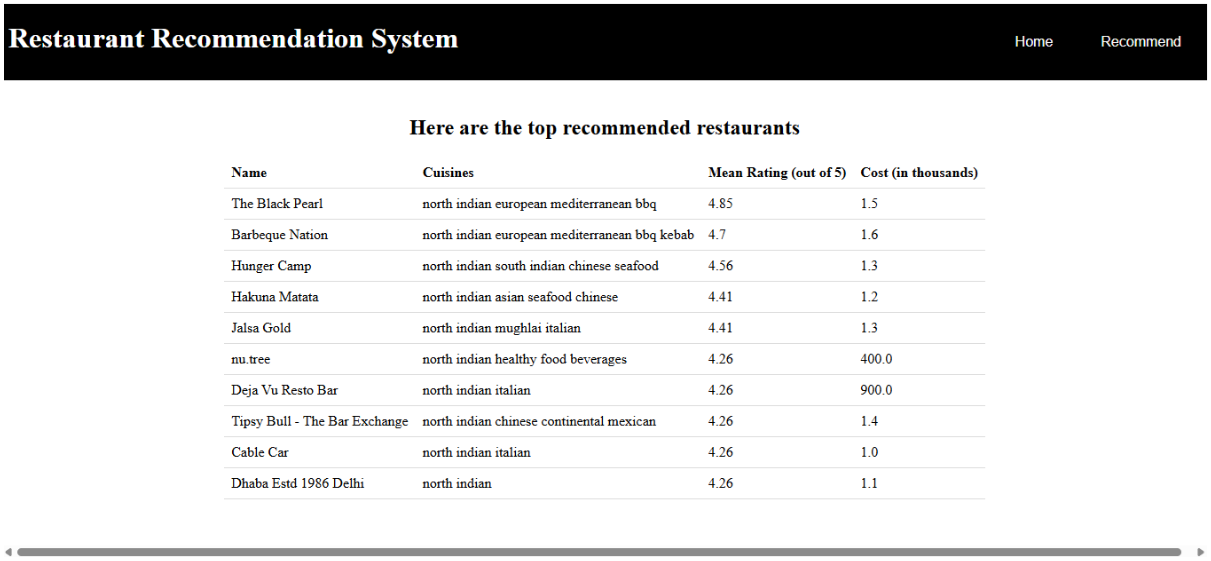 Restaurant Recommendation System Home Recommend
Here are the top recommended restaurants
Name Cuisines Mean Rating (out of 5) Cost (in thousands)
The Black Pearl north indian european mediterranean bbq 4.85 1.5
Barbeque Nation north indian european mediterranean bbq kebab 4.7 1.6
Hunger Camp north indian south indian chinese seafood 4.56 1.3
Hakuna Matata north indian asian seafood chinese 4.41 1.2
Jalsa Gold north indian mughlai italian 4.41 1.3
nu.tree north indian healthy food beverages 4.26 400.0
Deja Vu Resto Bar north indian italian 4.26 900.0
Tipsy Bull - The Bar Exchange north indian chinese continental mexican 4.26 1.4
Cable Car north indian italian 4.26 1.0
Dhaba Estd 1986 Delhi north indian 4.26 1.1